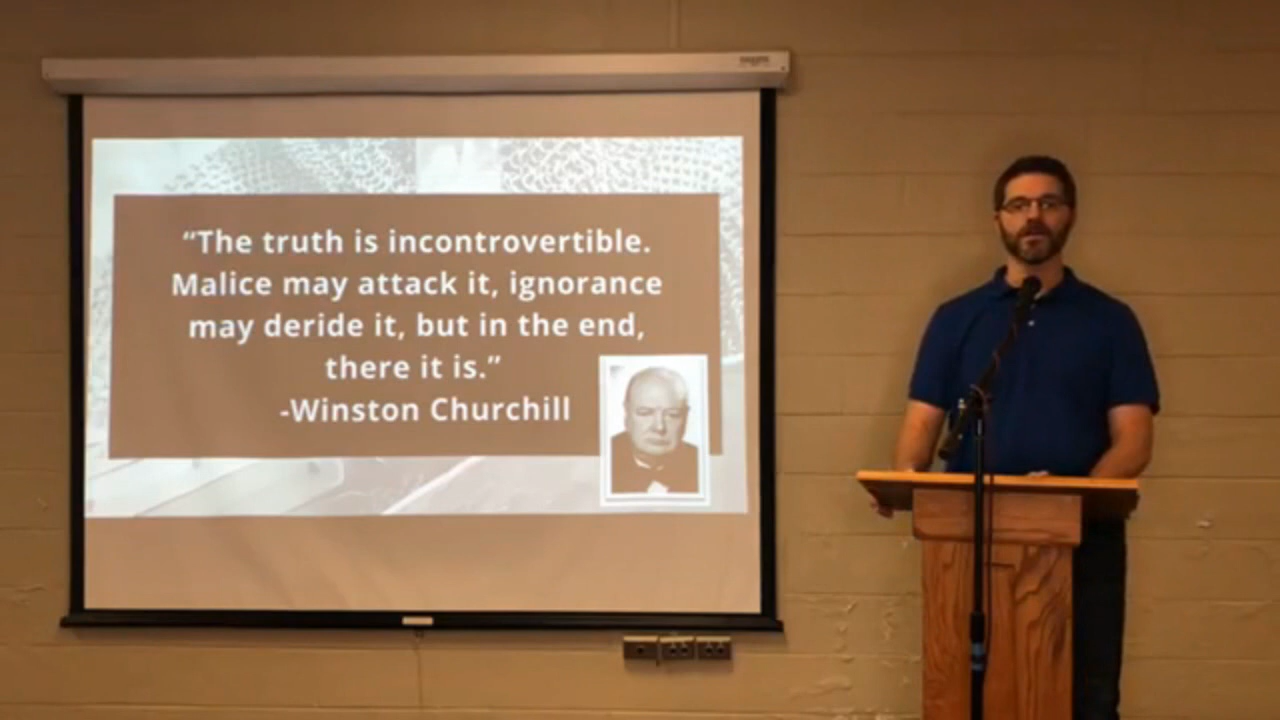 “The truth is incontrovertible.
Malice may attack it, ignorance
may deride it, but in the end,
there it is.”
-Winston Churchill